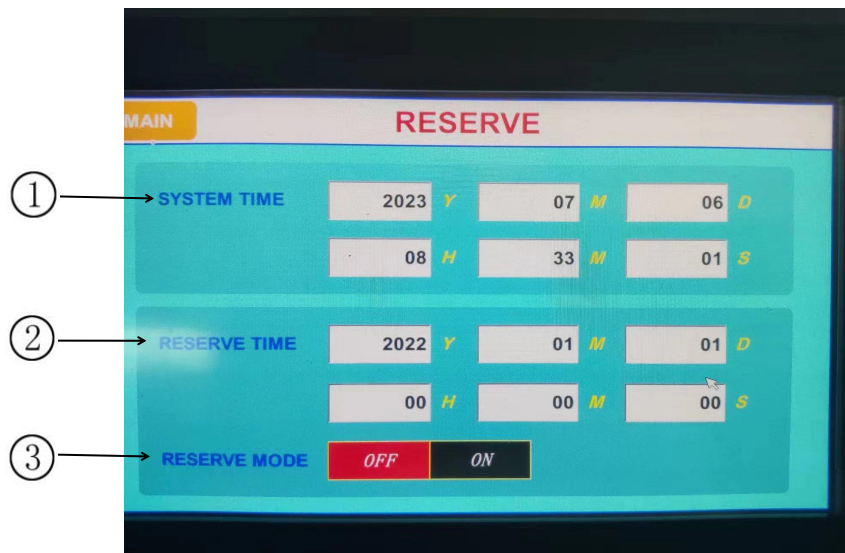 MAIN RESERVE
① SYSTEM TIME 2023 Y 07 M 06 D
08 H 33 M 01 S
② RESERVE TIME 2022 Y 01 M 01 D
00 H 00 M 00 S
③ RESERVE MODE OFF ON